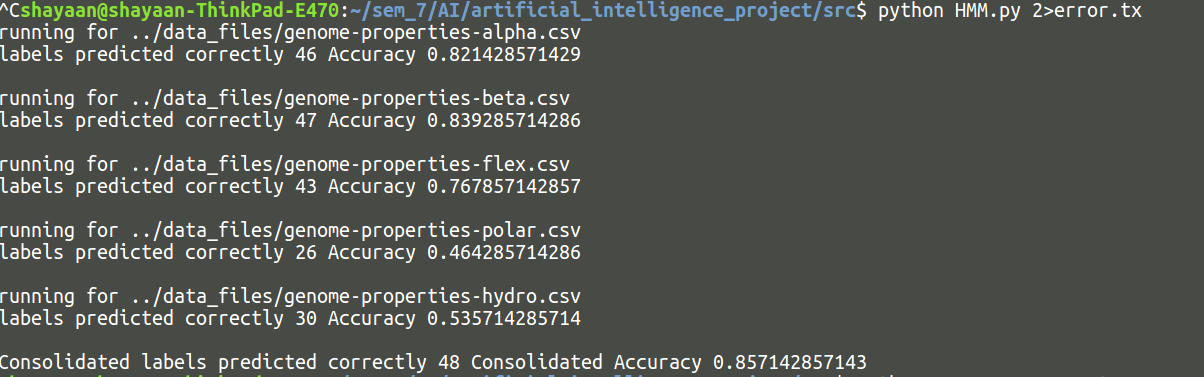 ^Cshayaan@shayaan-ThinkPad-E470:~/sem_7/AI/artificial_intelligence_project/src$ python HMM.py 2>error.tx
running for ../data_files/genome-properties-alpha.csv
labels predicted correctly 46 Accuracy 0.821428571429
running for ../data_files/genome-properties-beta.csv
labels predicted correctly 47 Accuracy 0.839285714286
running for ../data_files/genome-properties-flex.csv
labels predicted correctly 43 Accuracy 0.767857142857
running for ../data_files/genome-properties-polar.csv
labels predicted correctly 26 Accuracy 0.464285714286
running for ../data_files/genome-properties-hydro.csv
labels predicted correctly 30 Accuracy 0.535714285714
Consolidated labels predicted correctly 48 Consolidated Accuracy 0.857142857143